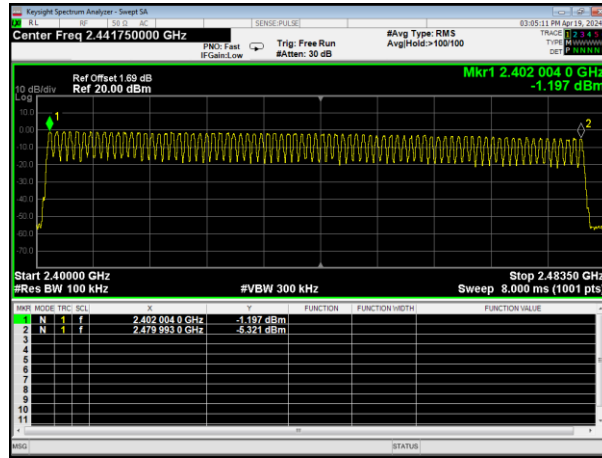 Keysight Spectrum Analyzer - Swept SA
RL RF 50 Ω AC SENSE:PULSE 03:05:11 PM Apr 19, 2024
Center Freq 2.441750000 GHz #Avg Type: RMS TRACE 1 2 3 4 5
PNO: Fast Trig: Free Run Avg|Hold:>100/100 TYPE M
IFGain:Low #Atten: 30 dB DET P N N N N
Mkr1 2.402 004 0 GHz
Ref Offset 1.69 dB
10 dB/div Ref 20.00 dBm -1.197 dBm
Log
10.0
1
2
0.00
-10.0
-20.0
-30.0
-40.0
-50.0
-60.0
-70.0
Start 2.40000 GHz Stop 2.48350 GHz
#Res BW 100 kHz #VBW 300 kHz Sweep 8.000 ms (1001 pts)
MKR MODE TRC SCL X Y FUNCTION FUNCTION WIDTH FUNCTION VALUE
1 N 1 f 2.402 004 0 GHz -1.197 dBm
2 N 1 f 2.479 993 0 GHz -5.321 dBm
3
4
5
6
7
8
9
10
11
MSG STATUS